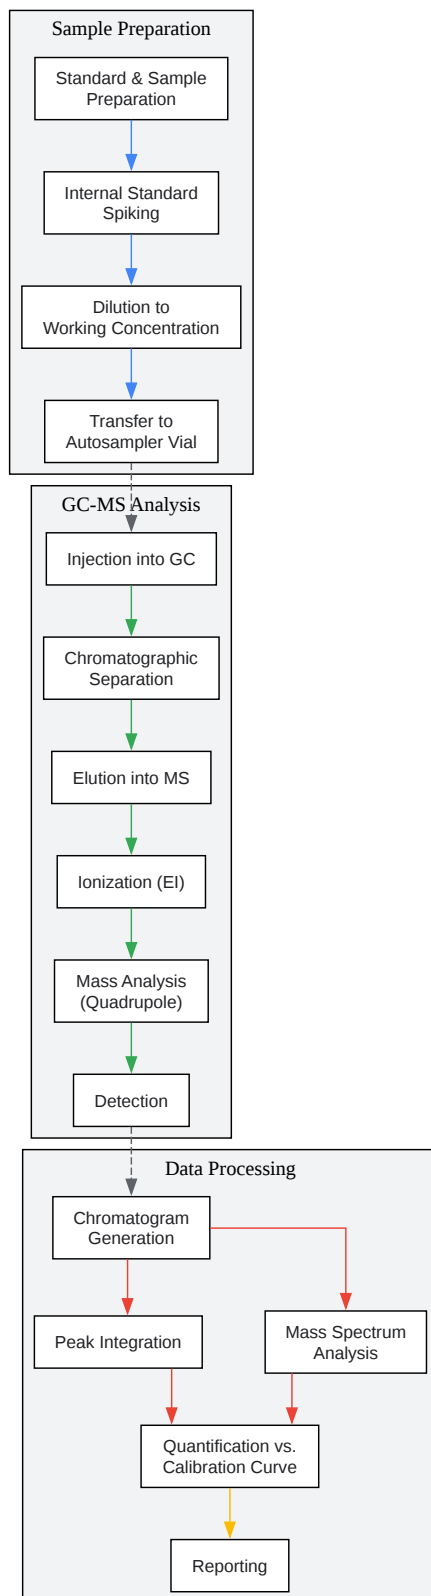 Sample Preparation
Standard & Sample
Preparation
Internal Standard
Spiking
Dilution to
Working Concentration
Transfer to
Autosampler Vial
GC-MS Analysis
Injection into GC
Chromatographic
Separation
Elution into MS
Ionization (EI)
Mass Analysis
(Quadrupole)
Detection
Data Processing
Chromatogram
Generation
Peak Integration
Mass Spectrum
Analysis
Quantification vs.
Calibration Curve
Reporting